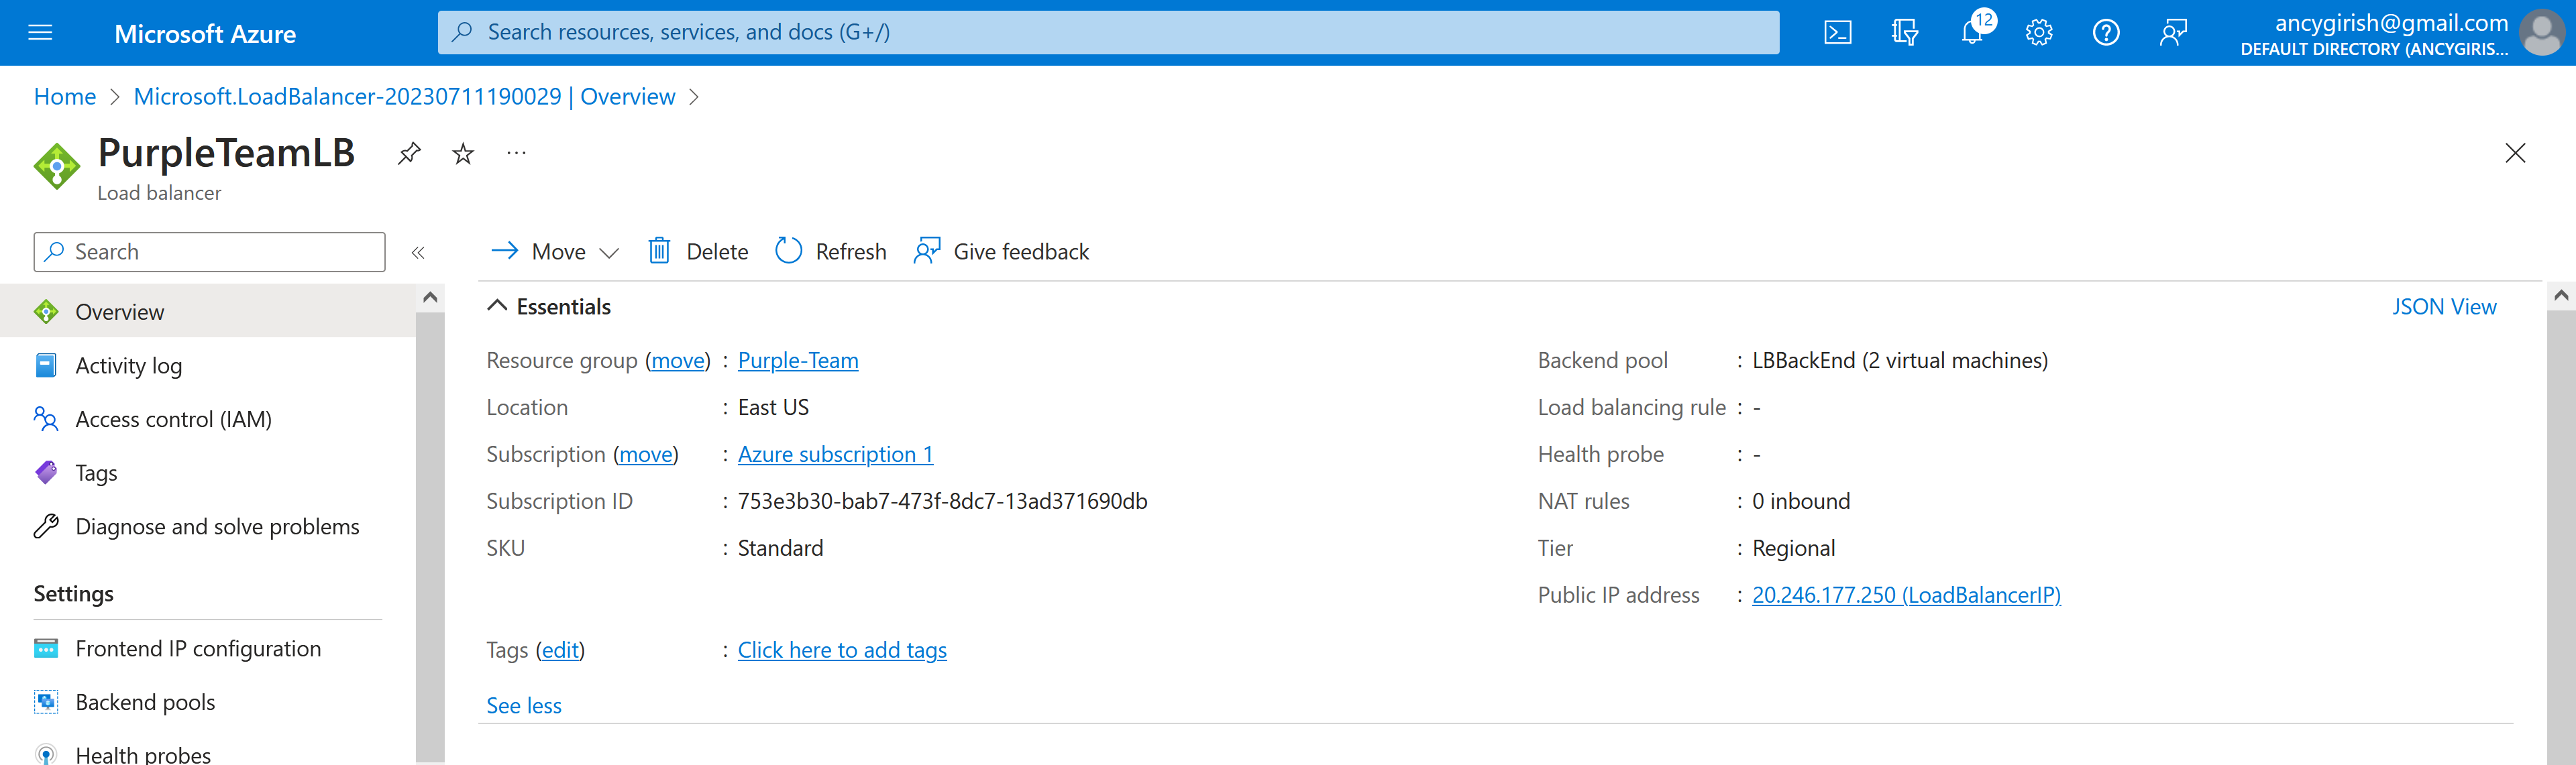 Microsoft Azure
Search resources, services, and docs (G+/)
12
ancygirish@gmail.com
DEFAULT DIRECTORY (ANCYGIRIS...
Home > Microsoft.LoadBalancer-20230711190029 | Overview >
PurpleTeamLB
Load balancer
Search
Move
Delete
Refresh
Give feedback
Overview
Activity log
Access control (IAM)
Tags
Diagnose and solve problems
Settings
Frontend IP configuration
Backend pools
Health probes
Essentials
JSON View
Resource group (move) : Purple-Team
Location : East US
Subscription (move) : Azure subscription 1
Subscription ID : 753e3b30-bab7-473f-8dc7-13ad371690db
SKU : Standard
Backend pool : LBBackEnd (2 virtual machines)
Load balancing rule : -
Health probe : -
NAT rules : 0 inbound
Tier : Regional
Public IP address : 20.246.177.250 (LoadBalancerIP)
Tags (edit) : Click here to add tags
See less